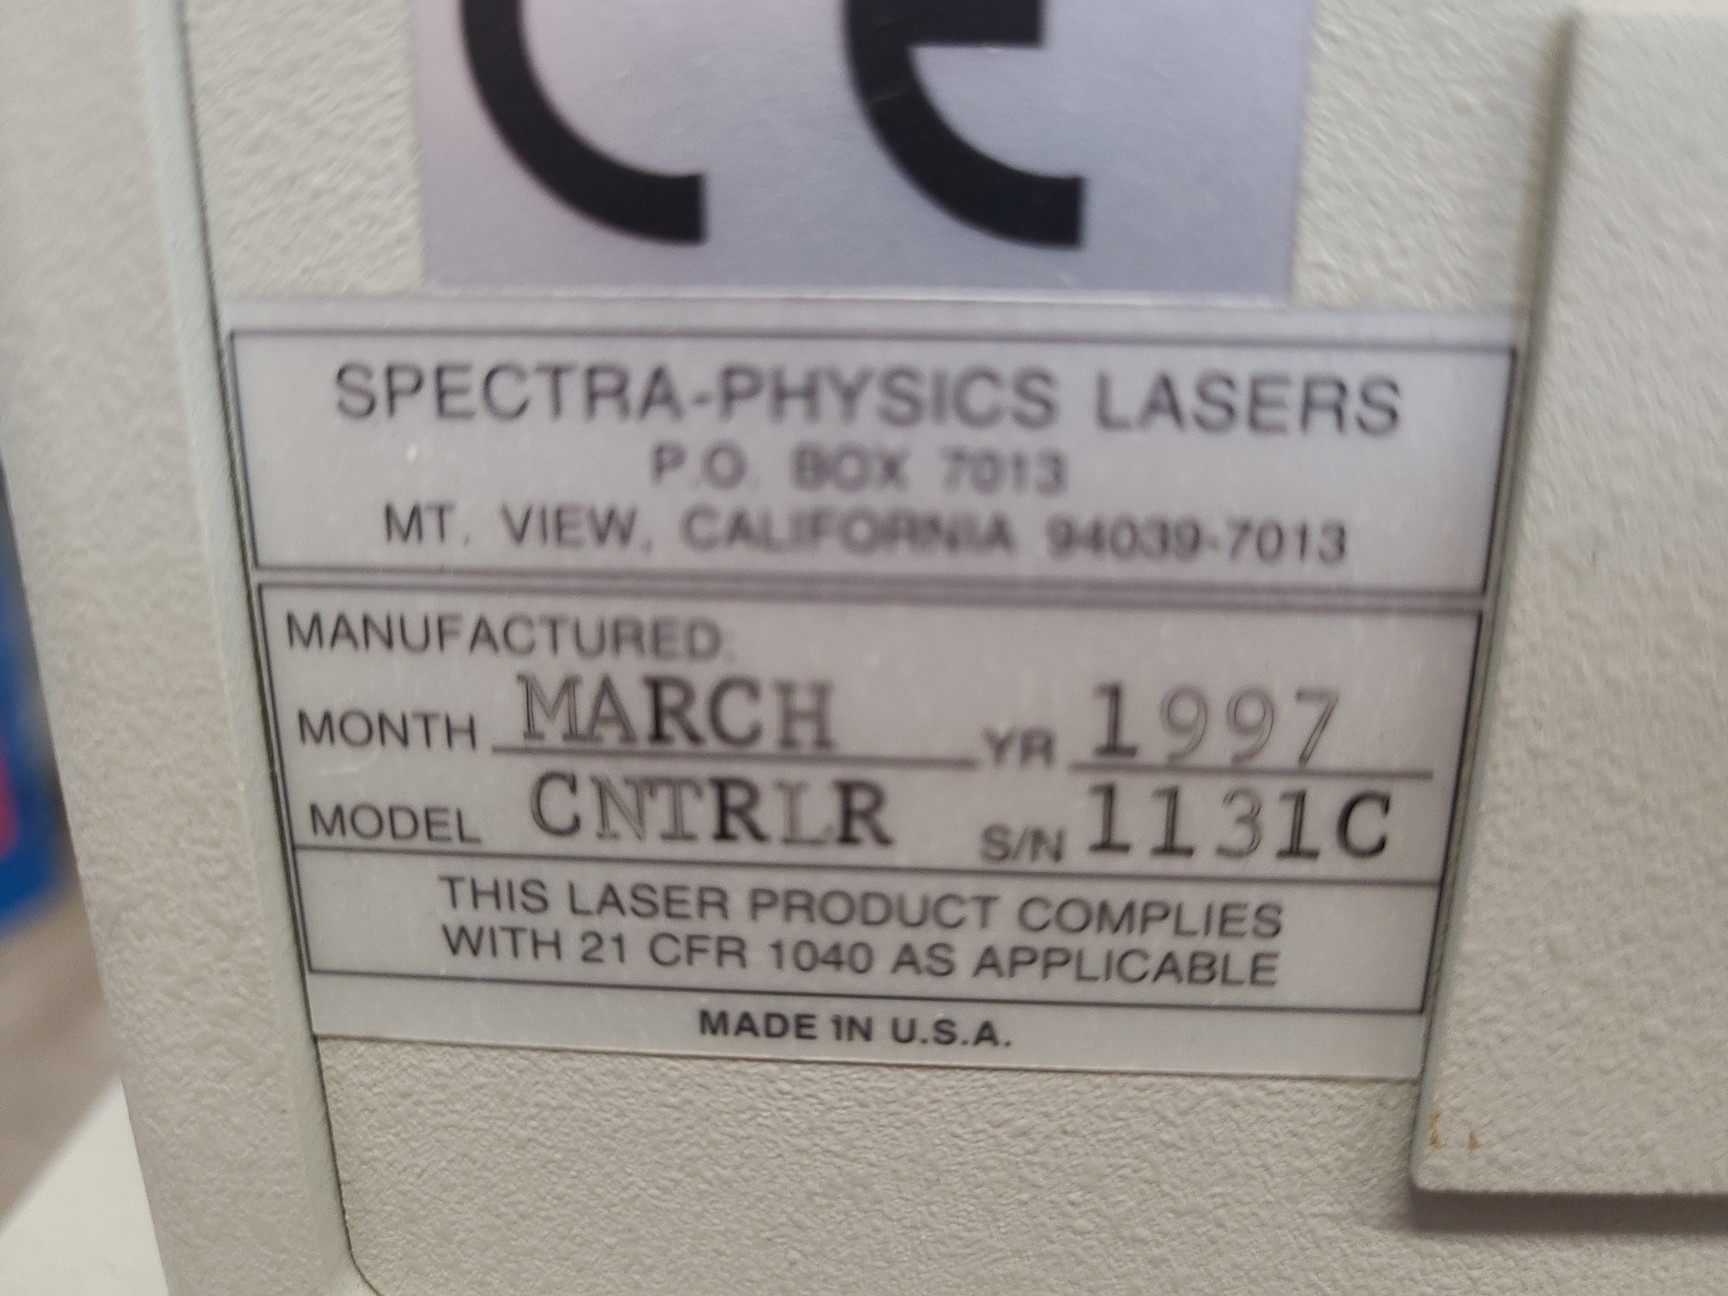 CE
SPECTRA-PHYSICS LASERS
P.O. BOX 7013
MT. VIEW, CALIFORNIA 94039-7013
MANUFACTURED:
MONTH MARCH YR 1997
MODEL CNTRLR S/N 1131C
THIS LASER PRODUCT COMPLIES
WITH 21 CFR 1040 AS APPLICABLE
MADE IN U.S.A.